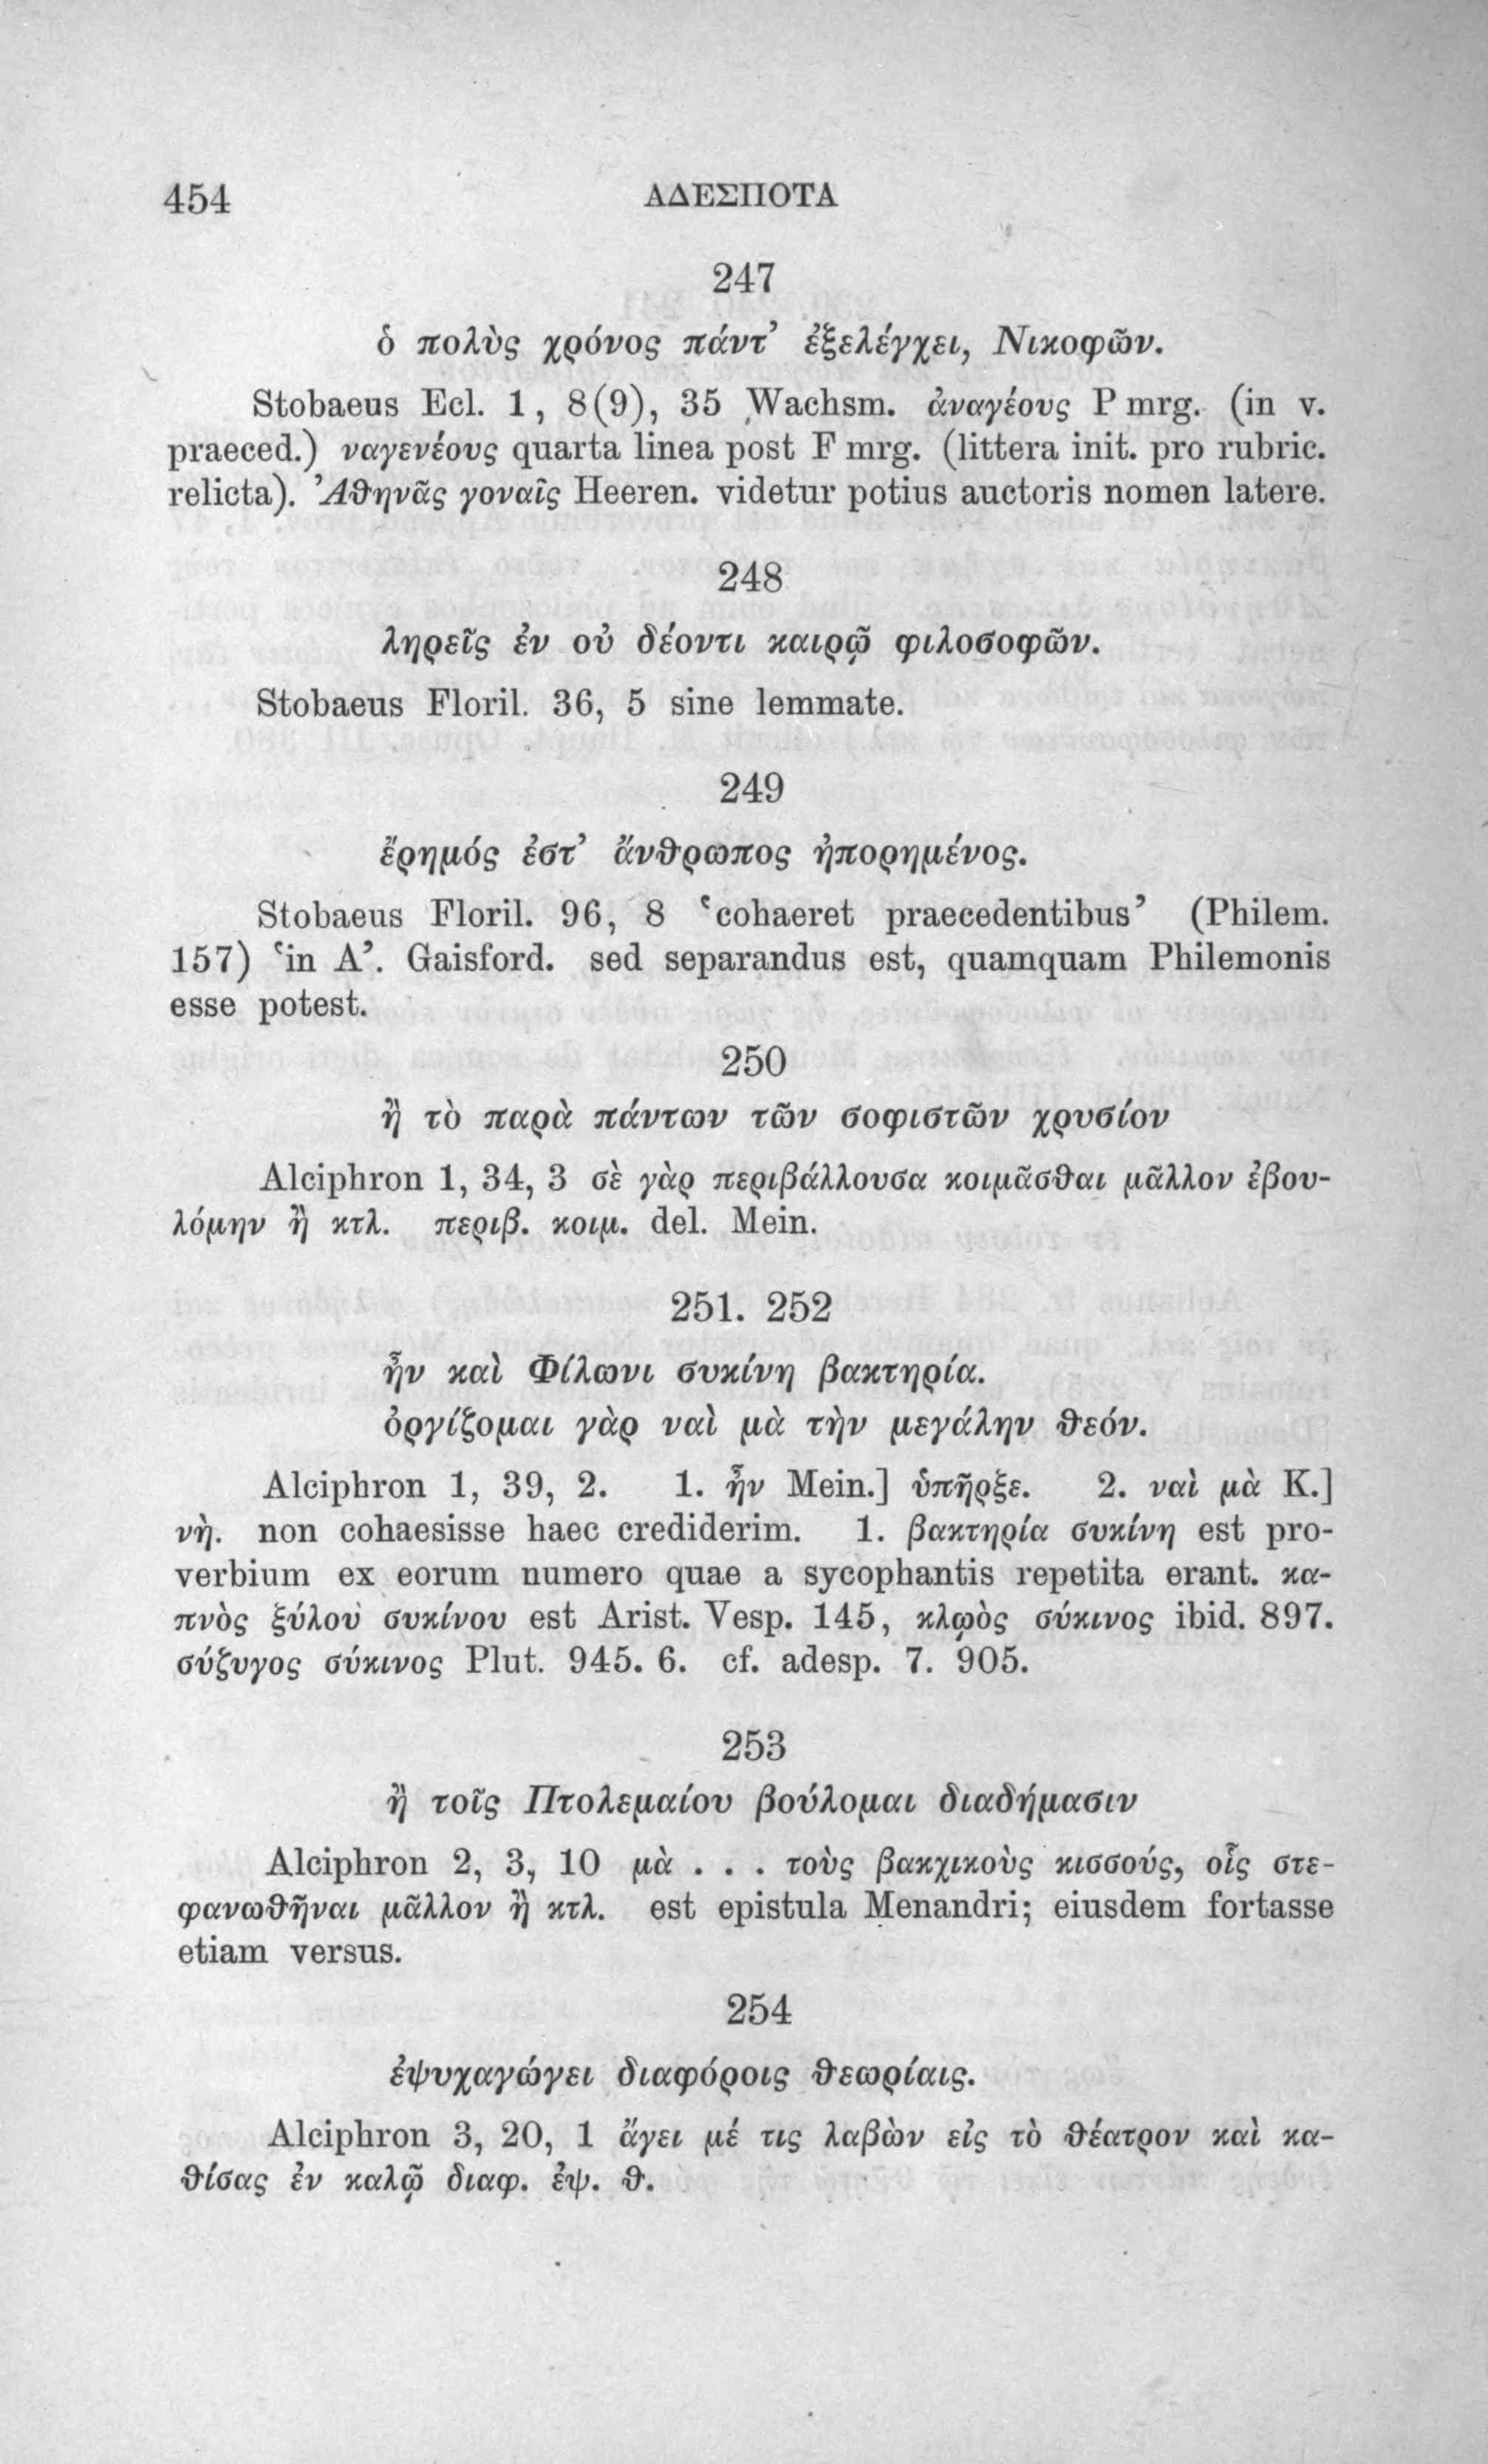 454 ΑΔΕΣΠΟΤΑ
247
ὁ πολὺς χρόνος πάντ’ ἐξελέγχει, Νικοφῶν.
Stobaeus Ecl. 1, 8(9), 35 Wachsm. ἀναγέους P mrg. (in v.
praeced.) ναγενέους quarta linea post F mrg. (littera init. pro rubric.
relicta). Ἀθηνᾶς γοναῖς Heeren. videtur potius auctoris nomen latere.
248
ληρεῖς ἐν οὐ δέοντι καιρῷ φιλοσοφῶν.
Stobaeus Floril. 36, 5 sine lemmate.
249
ἔρημός ἐστ’ ἄνθρωπος ἠπορημένος.
Stobaeus Floril. 96, 8 ‘cohaeret praecedentibus’ (Philem.
157) ‘in A’. Gaisford. sed separandus est, quamquam Philemonis
esse potest.
250
ἢ τὸ παρὰ πάντων τῶν σοφιστῶν χρυσίον
Alciphron 1, 34, 3 σὲ γὰρ περιβάλλουσα κοιμᾶσθαι μᾶλλον ἐβου-
λόμην ἢ κτλ. περιβ. κοιμ. del. Mein.
251. 252
ἦν καὶ Φίλωνι συκίνη βακτηρία.
ὀργίζομαι γὰρ ναὶ μὰ τὴν μεγάλην θεόν.
Alciphron 1, 39, 2. 1. ἦν Mein.] ὑπῆρξε. 2. ναὶ μὰ K.]
νὴ. non cohaesisse haec crediderim. 1. βακτηρία συκίνη est pro-
verbium ex eorum numero quae a sycophantis repetita erant. κα-
πνὸς ξύλου συκίνου est Arist. Vesp. 145, κλῳὸς σύκινος ibid. 897.
σύζυγος σύκινος Plut. 945. 6. cf. adesp. 7. 905.
253
ἢ τοῖς Πτολεμαίου βούλομαι διαδήμασιν
Alciphron 2, 3, 10 μὰ . . . τοὺς βακχικοὺς κισσούς, οἷς στε-
φανωθῆναι μᾶλλον ἢ κτλ. est epistula Menandri; eiusdem fortasse
etiam versus.
254
ἐψυχαγώγει διαφόροις θεωρίαις.
Alciphron 3, 20, 1 ἄγει μέ τις λαβὼν εἰς τὸ θέατρον καὶ κα-
θίσας ἐν καλῷ διαφ. ἐψ. θ.